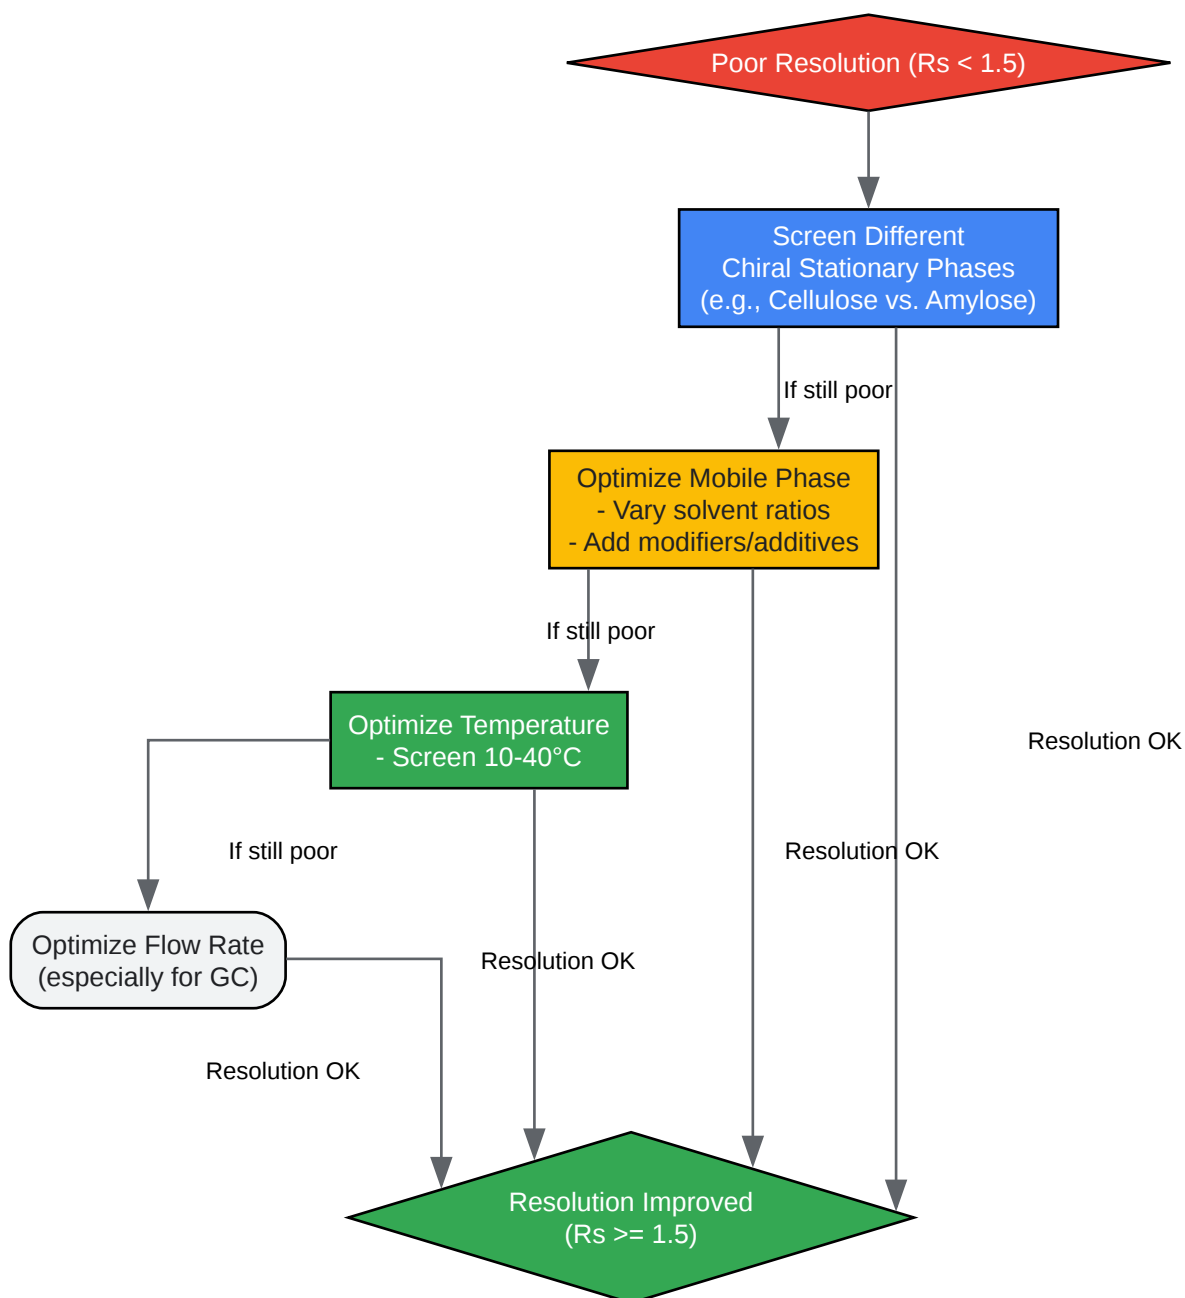 Poor Resolution (Rs < 1.5)
Screen Different
Chiral Stationary Phases
(e.g., Cellulose vs. Amylose)
If still poor
Optimize Mobile Phase
- Vary solvent ratios
- Add modifiers/additives
If still poor
Optimize Temperature
- Screen 10-40°C
Resolution OK
If still poor
Resolution OK
Optimize Flow Rate
(especially for GC)
Resolution OK
Resolution OK
Resolution Improved
(Rs >= 1.5)